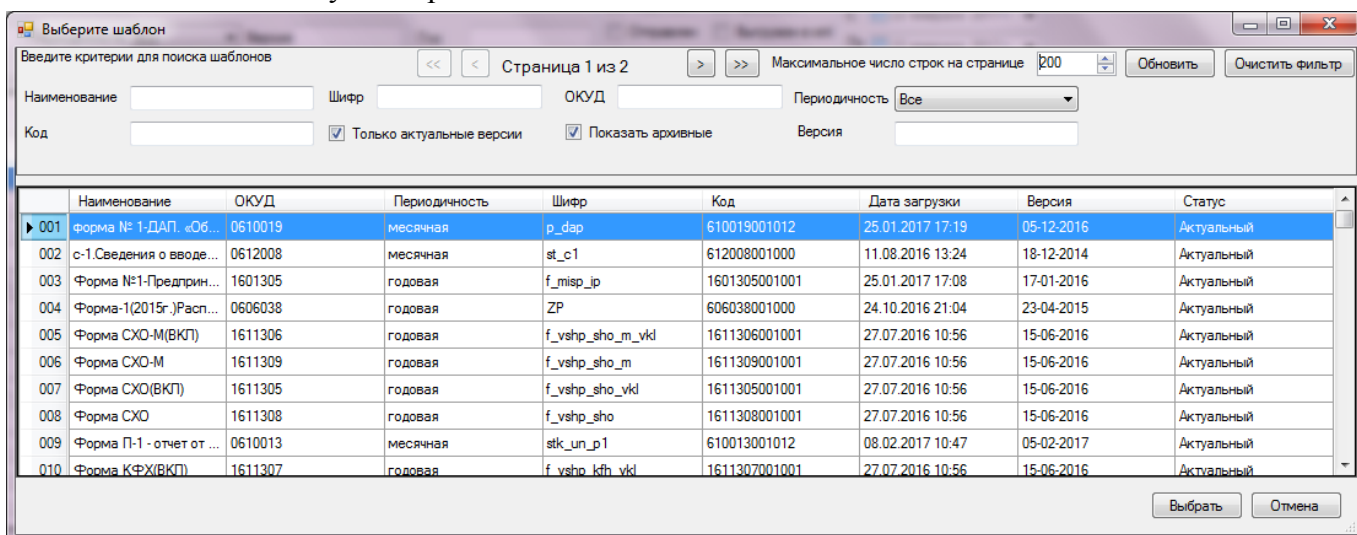 Выберите шаблон
Введите критерии для поиска шаблонов << < Страница 1 из 2 > >> Максимальное число строк на странице 200 Обновить Очистить фильтр
Наименование Шифр ОКУД Периодичность Все
Код Только актуальные версии Показать архивные Версия
Наименование ОКУД Периодичность Шифр Код Дата загрузки Версия Статус
001 форма № 1-ДАП. «Об... 0610019 месячная p_dap 610019001012 25.01.2017 17:19 05-12-2016 Актуальный
002 с-1.Сведения о вводе... 0612008 месячная st_c1 612008001000 11.08.2016 13:24 18-12-2014 Актуальный
003 Форма №1-Предприн... 1601305 годовая f_misp_ip 1601305001001 25.01.2017 17:08 17-01-2016 Актуальный
004 Форма-1(2015г.)Расп... 0606038 годовая ZP 606038001000 24.10.2016 21:04 23-04-2015 Актуальный
005 Форма СХО-М(ВКЛ) 1611306 годовая f_vshp_sho_m_vkl 1611306001001 27.07.2016 10:56 15-06-2016 Актуальный
006 Форма СХО-М 1611309 годовая f_vshp_sho_m 1611309001001 27.07.2016 10:56 15-06-2016 Актуальный
007 Форма СХО(ВКЛ) 1611305 годовая f_vshp_sho_vkl 1611305001001 27.07.2016 10:56 15-06-2016 Актуальный
008 Форма СХО 1611308 годовая f_vshp_sho 1611308001001 27.07.2016 10:56 15-06-2016 Актуальный
009 Форма П-1 - отчет от ... 0610013 месячная stk_un_p1 610013001012 08.02.2017 10:47 05-02-2017 Актуальный
010 Форма КФХ(ВКЛ) 1611307 годовая f_vshp_kfh_vkl 1611307001001 27.07.2016 10:56 15-06-2016 Актуальный
Выбрать Отмена